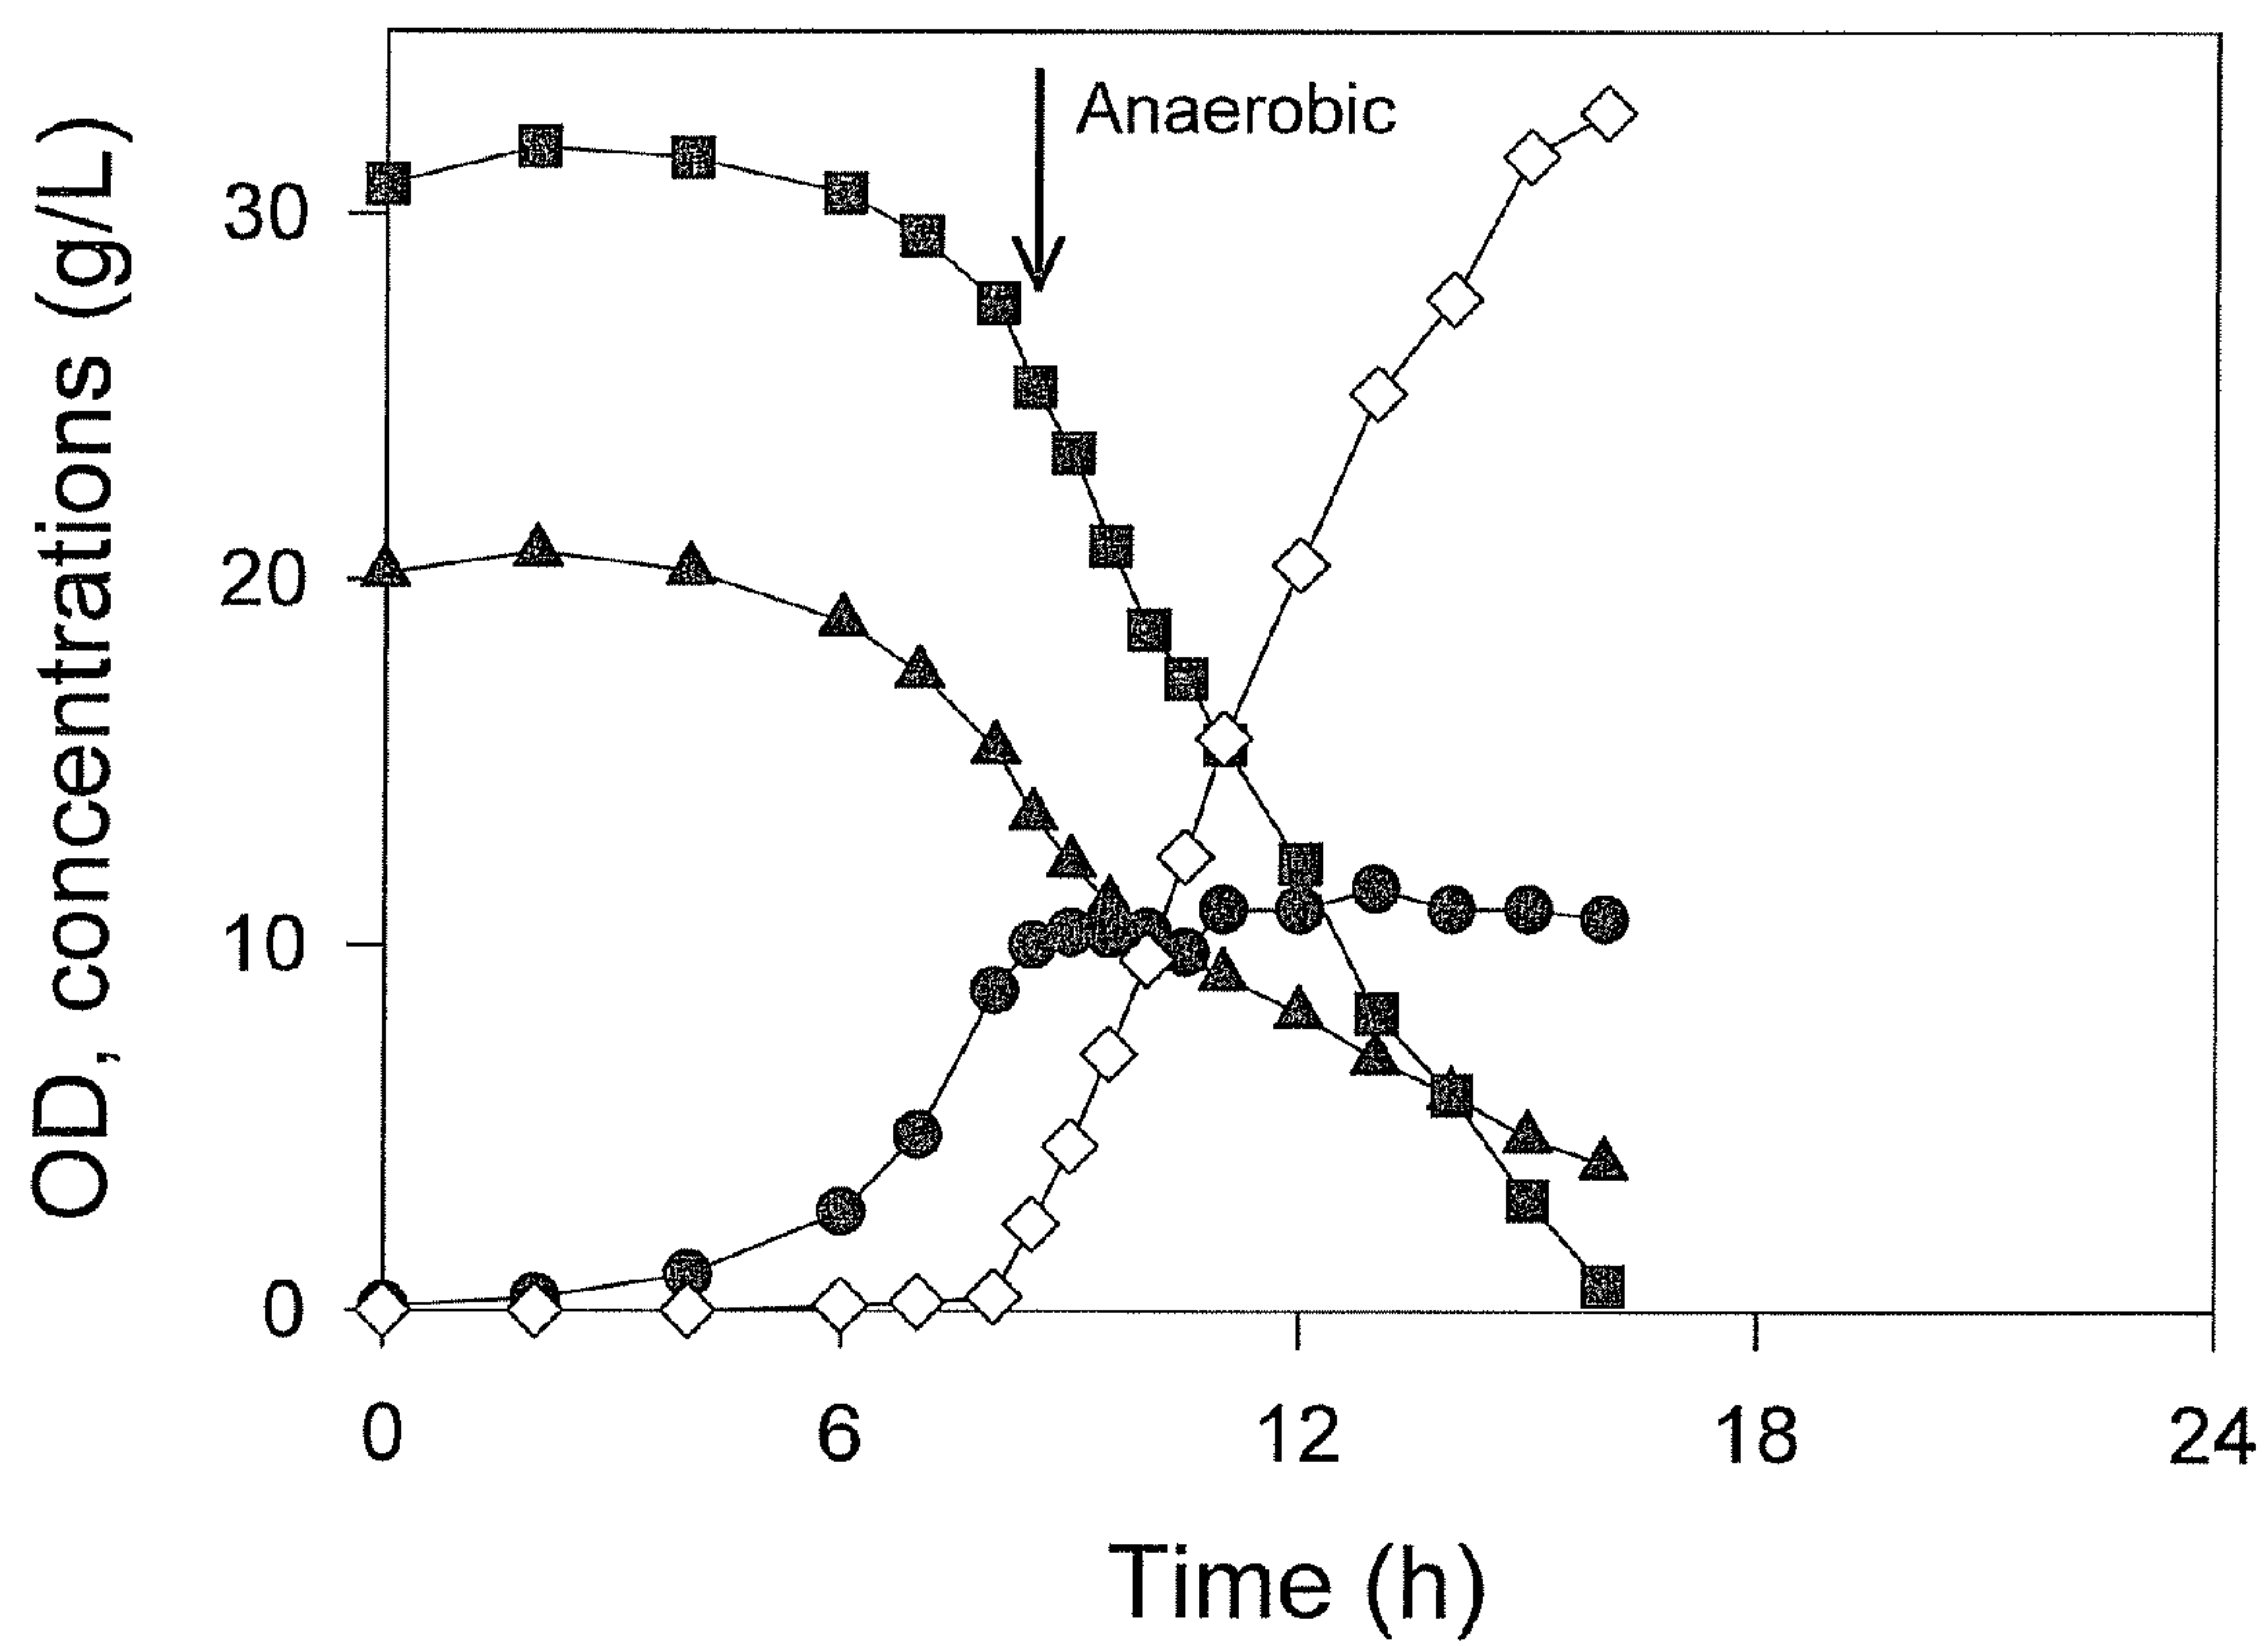 OD, concentrations (g/L)
Anaerobic
30
20
10
0
0 6 12 18 24
Time (h)